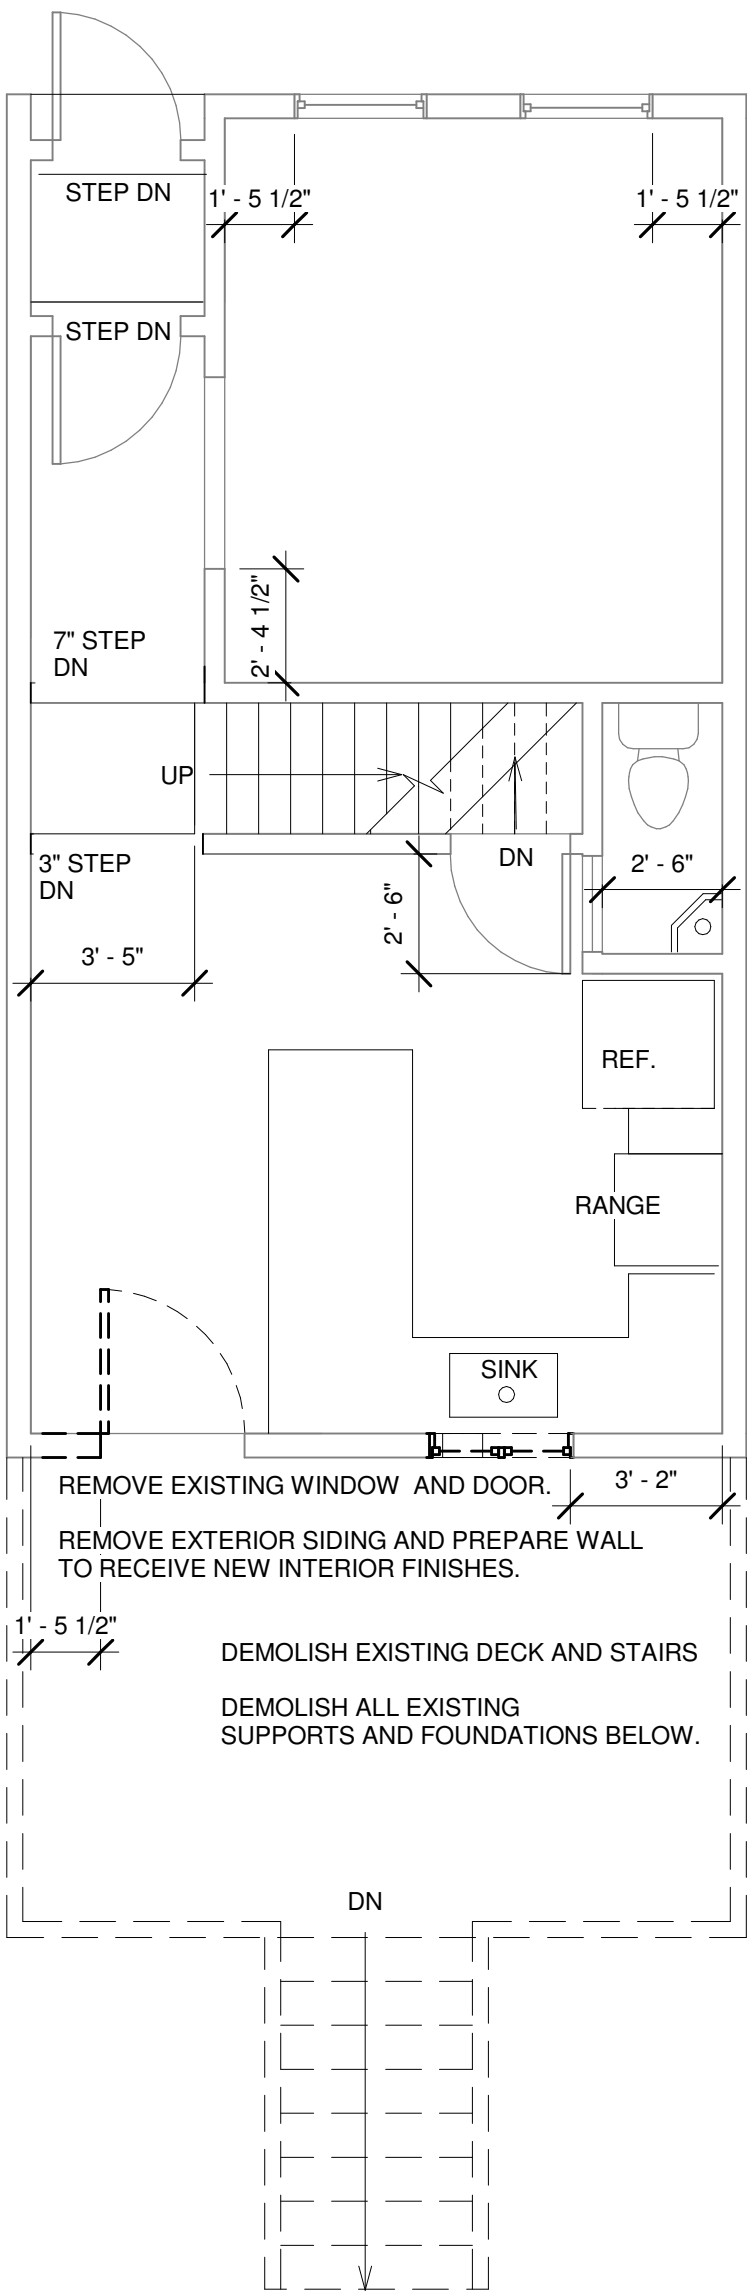 STEP DN
1' - 5 1/2"
1' - 5 1/2"
STEP DN
2' - 4 1/2"
7" STEP
DN
UP
3" STEP
DN
DN
2' - 6"
2' - 6"
3' - 5"
REF.
RANGE
SINK
REMOVE EXISTING WINDOW AND DOOR.
3' - 2"
REMOVE EXTERIOR SIDING AND PREPARE WALL
TO RECEIVE NEW INTERIOR FINISHES.
1' - 5 1/2"
DEMOLISH EXISTING DECK AND STAIRS
DEMOLISH ALL EXISTING
SUPPORTS AND FOUNDATIONS BELOW.
DN